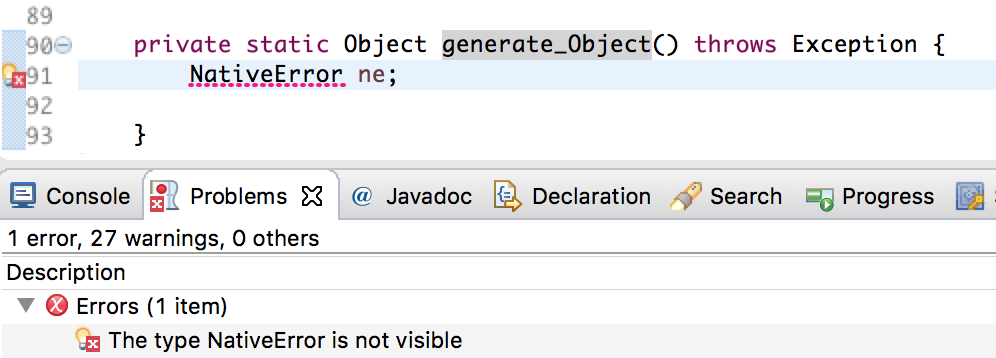 89
90 private static Object generate_Object() throws Exception {
91 NativeError ne;
92
93 }
Console Problems Javadoc Declaration Search Progress
1 error, 27 warnings, 0 others
Description
Errors (1 item)
The type NativeError is not visible